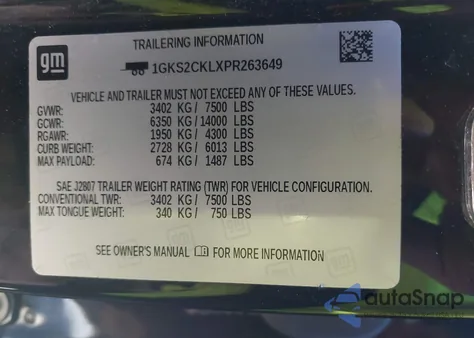 gm
TRAILERING INFORMATION
1GKS2CKLXPR263649
VEHICLE AND TRAILER MUST NOT EXCEED ANY OF THESE VALUES.
GVWR: 3402 KG / 7500 LBS
GCWR: 6350 KG /14000 LBS
RGAWR: 1950 KG / 4300 LBS
CURB WEIGHT: 2728 KG / 6013 LBS
MAX PAYLOAD: 674 KG / 1487 LBS
SAE J2807 TRAILER WEIGHT RATING (TWR) FOR VEHICLE CONFIGURATION.
CONVENTIONAL TWR: 3402 KG / 7500 LBS
MAX TONGUE WEIGHT: 340 KG / 750 LBS
SEE OWNER'S MANUAL FOR MORE INFORMATION
autoSnap